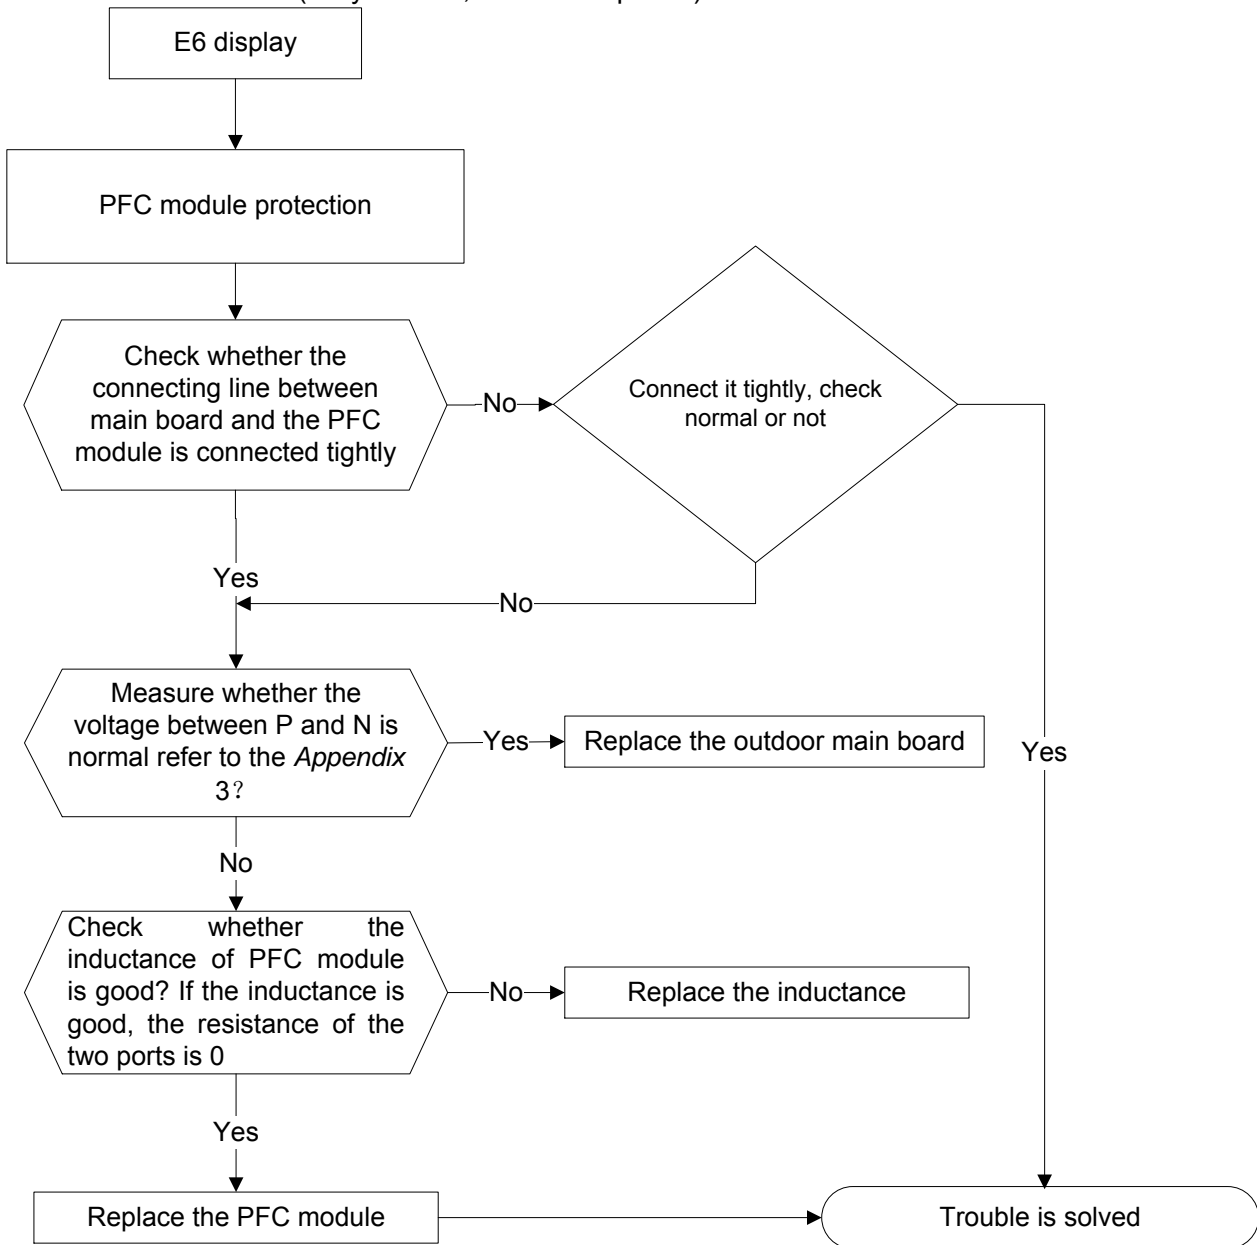 E6 display
PFC module protection
Check whether the
connecting line between
main board and the PFC
module is connected tightly
No
Connect it tightly, check
normal or not
Yes
No
Measure whether the
voltage between P and N is
normal refer to the Appendix
3？
Yes
Replace the outdoor main board
Yes
No
Check whether the
inductance of PFC module
is good? If the inductance is
good, the resistance of the
two ports is 0
No
Replace the inductance
Yes
Replace the PFC module
Trouble is solved